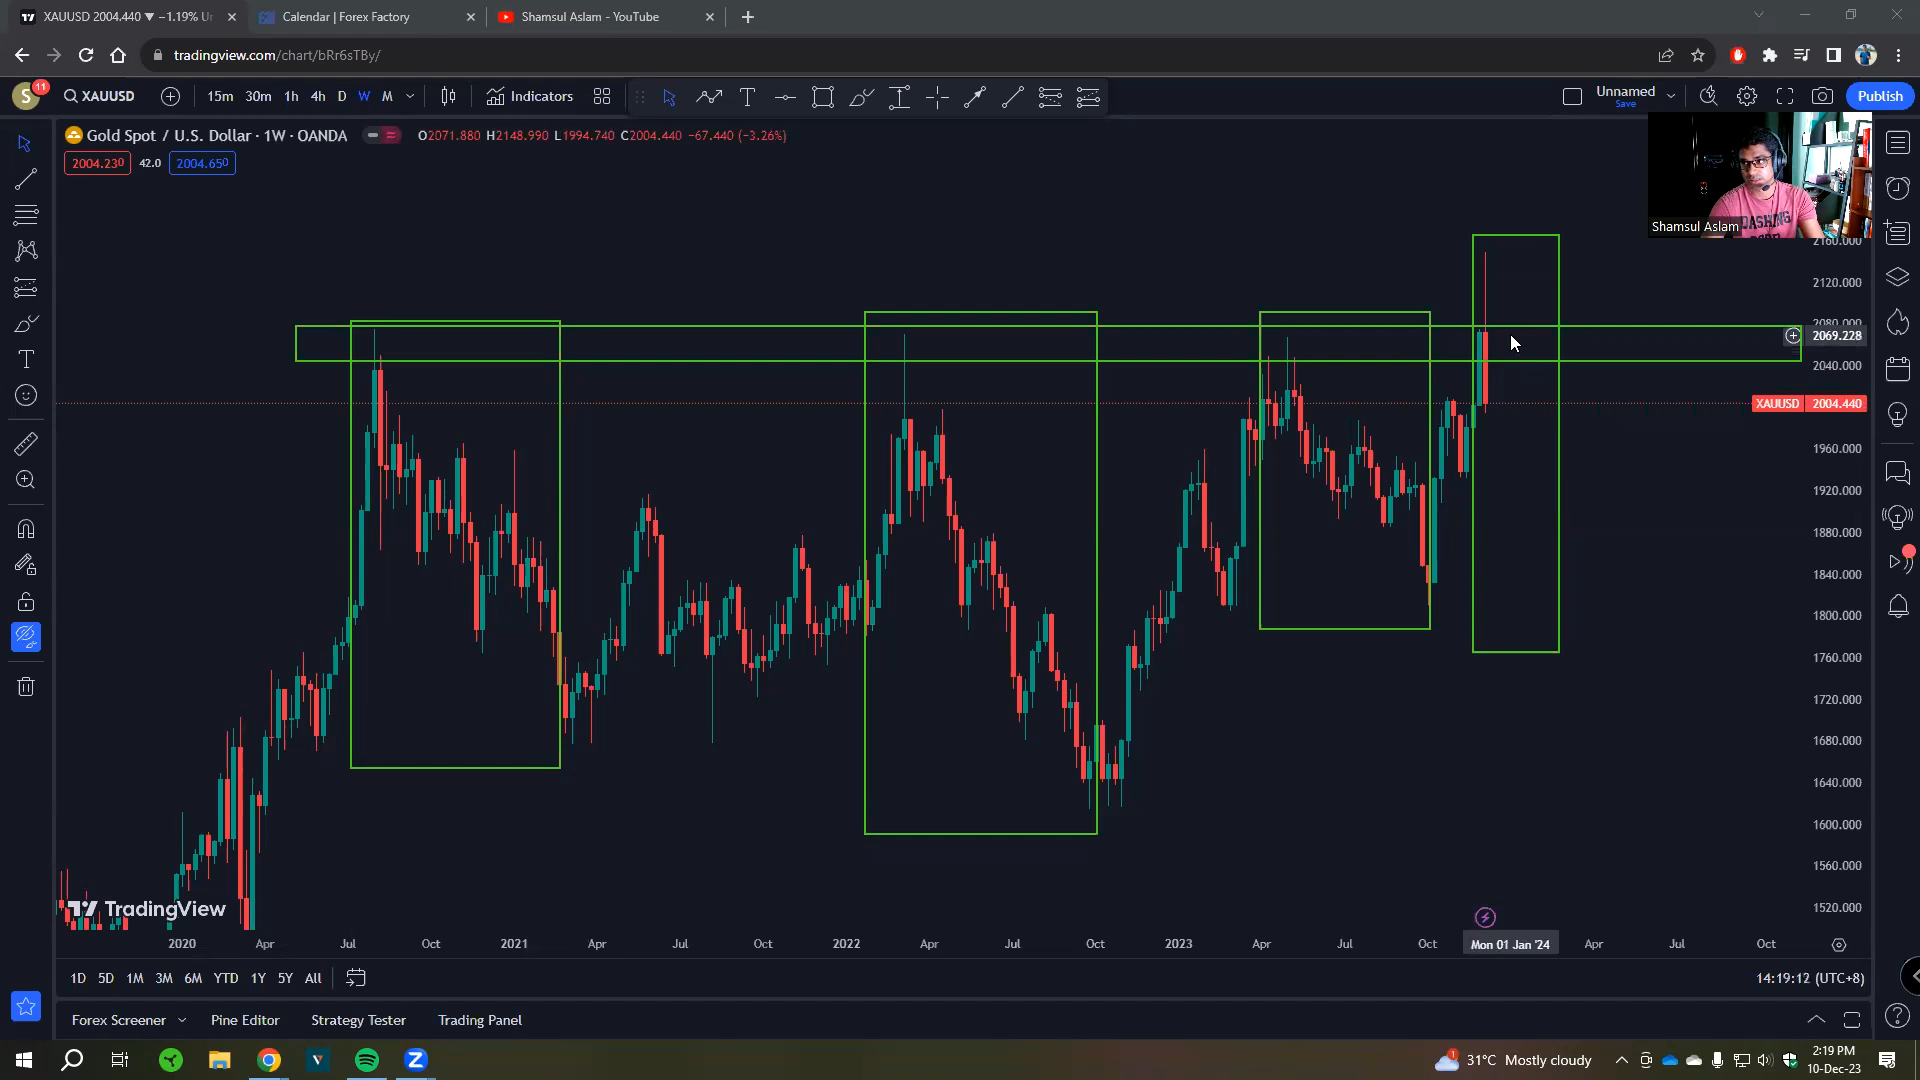 XAUUSD 2004.440 ▼ −1.19% Un
Calendar | Forex Factory
Shamsul Aslam - YouTube
tradingview.com/chart/bRr6sTBy/
S
11
XAUUSD
15m 30m 1h 4h D W M
Indicators
Unnamed
Save
Publish
Gold Spot / U.S. Dollar · 1W · OANDA
O2071.880 H2148.990 L1994.740 C2004.440 −67.440 (−3.26%)
2004.230 42.0 2004.650
DASHING
Shamsul Aslam
2160.000
2120.000
2080.000
2069.228
2040.000
XAUUSD 2004.440
1960.000
1920.000
1880.000
1840.000
1800.000
1760.000
1720.000
1680.000
1640.000
1600.000
1560.000
1520.000
TradingView
2020 Apr Jul Oct 2021 Apr Jul Oct 2022 Apr Jul Oct 2023 Apr Jul Oct Mon 01 Jan '24 Apr Jul Oct
1D 5D 1M 3M 6M YTD 1Y 5Y All
14:19:12 (UTC+8)
Forex Screener Pine Editor Strategy Tester Trading Panel
31°C Mostly cloudy
2:19 PM
10-Dec-23